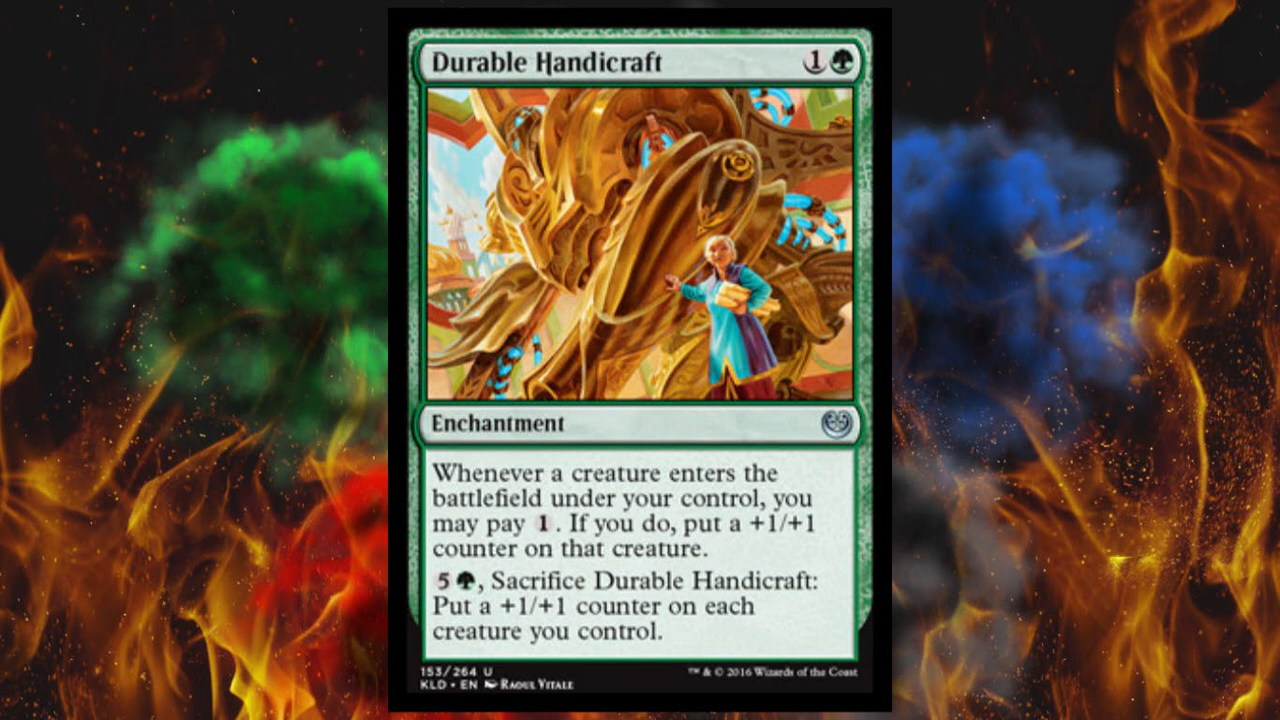 Durable Handicraft 1
Enchantment
Whenever a creature enters the
battlefield under your control, you
may pay 1. If you do, put a +1/+1
counter on that creature.
5, Sacrifice Durable Handicraft:
Put a +1/+1 counter on each
creature you control.
153/264 U
™ & © 2016 Wizards of the Coast
KLD • EN Raoul Vitale